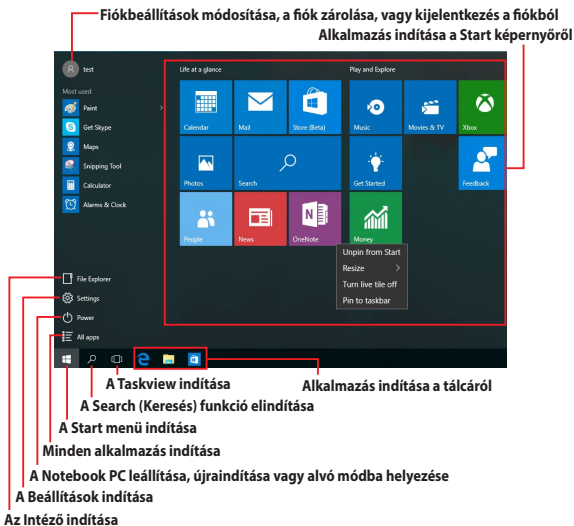 Fiókbeállítások módosítása, a fiók zárolása, vagy kijelentkezés a fiókból
Alkalmazás indítása a Start képernyőről
test
Most used
Paint
Get Skype
Maps
Snipping Tool
Calculator
Alarms & Clock
File Explorer
Settings
Power
All apps
Life at a glance
Play and Explore
Calendar
Mail
Store (Beta)
Music
Movies & TV
Xbox
Photos
Search
Get Started
Feedback
People
News
OneNote
Money
Unpin from Start
Resize
Turn live tile off
Pin to taskbar
A Taskview indítása
Alkalmazás indítása a tálcáról
A Search (Keresés) funkció elindítása
A Start menü indítása
Minden alkalmazás indítása
A Notebook PC leállítása, újraindítása vagy alvó módba helyezése
A Beállítások indítása
Az Intéző indítása